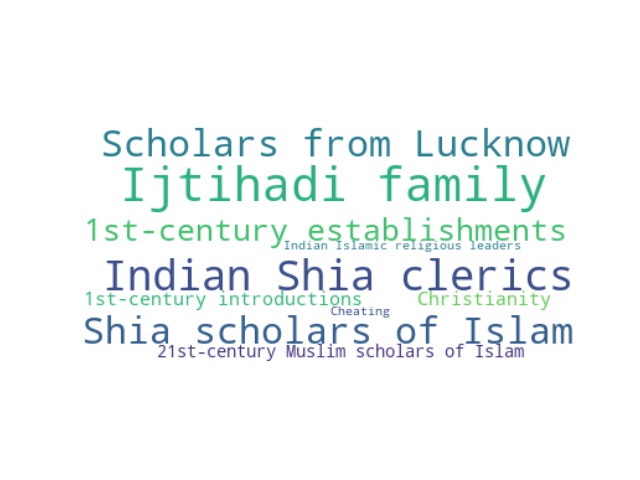 Scholars from Lucknow
Ijtihadi family
1st-century establishments
Indian Islamic religious leaders
Indian Shia clerics
1st-century introductions
Christianity
Cheating
Shia scholars of Islam
21st-century Muslim scholars of Islam